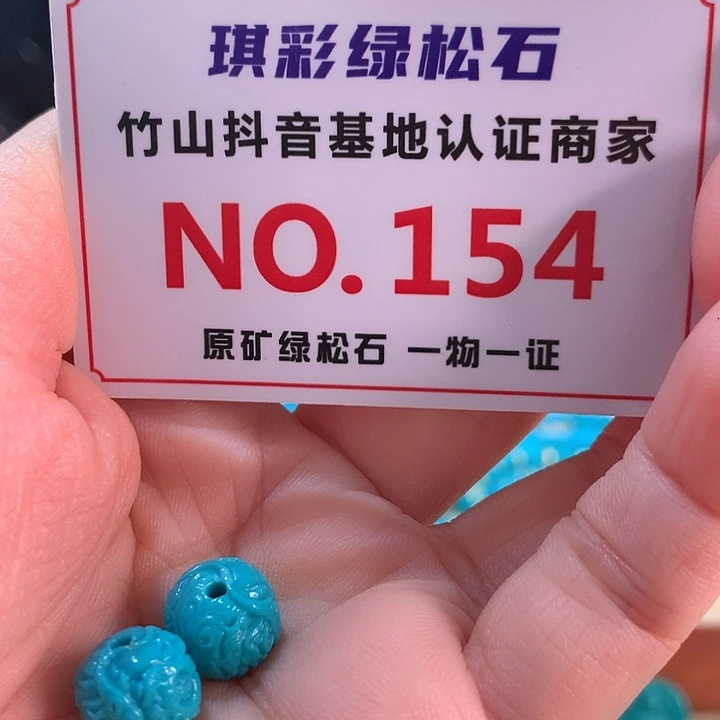 琪彩绿松石
竹山抖音基地认证商家
NO.154
原矿绿松石 一物一证